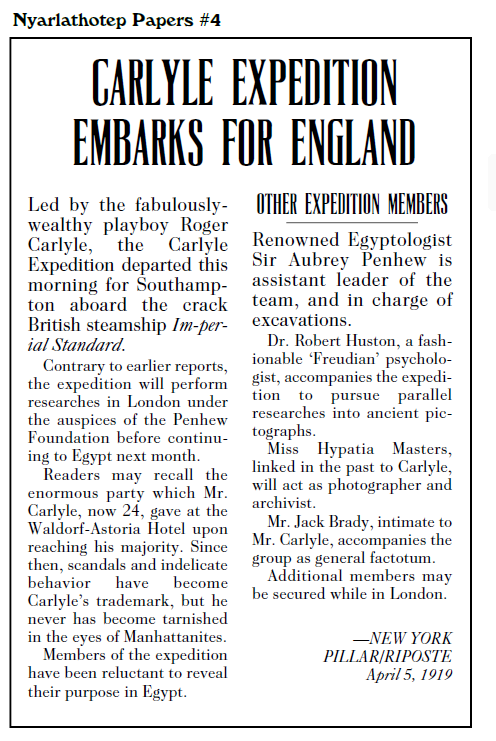 Nyarlathotep Papers #4
CARLYLE EXPEDITION
EMBARKS FOR ENGLAND
Led by the fabulously-
wealthy playboy Roger
Carlyle, the Carlyle
Expedition departed this
morning for Southamp-
ton aboard the crack
British steamship Im-per-
ial Standard.
Contrary to earlier reports,
the expedition will perform
researches in London under
the auspices of the Penhew
Foundation before continu-
ing to Egypt next month.
Readers may recall the
enormous party which Mr.
Carlyle, now 24, gave at the
Waldorf-Astoria Hotel upon
reaching his majority. Since
then, scandals and indelicate
behavior have become
Carlyle's trademark, but he
never has become tarnished
in the eyes of Manhattanites.
Members of the expedition
have been reluctant to reveal
their purpose in Egypt.
OTHER EXPEDITION MEMBERS
Renowned Egyptologist
Sir Aubrey Penhew is
assistant leader of the
team, and in charge of
excavations.
Dr. Robert Huston, a fash-
ionable ‘Freudian’ psycholo-
gist, accompanies the expedi-
tion to pursue parallel
researches into ancient pic-
tographs.
Miss Hypatia Masters,
linked in the past to Carlyle,
will act as photographer and
archivist.
Mr. Jack Brady, intimate to
Mr. Carlyle, accompanies the
group as general factotum.
Additional members may
be secured while in London.
—NEW YORK
PILLAR/RIPOSTE
April 5, 1919